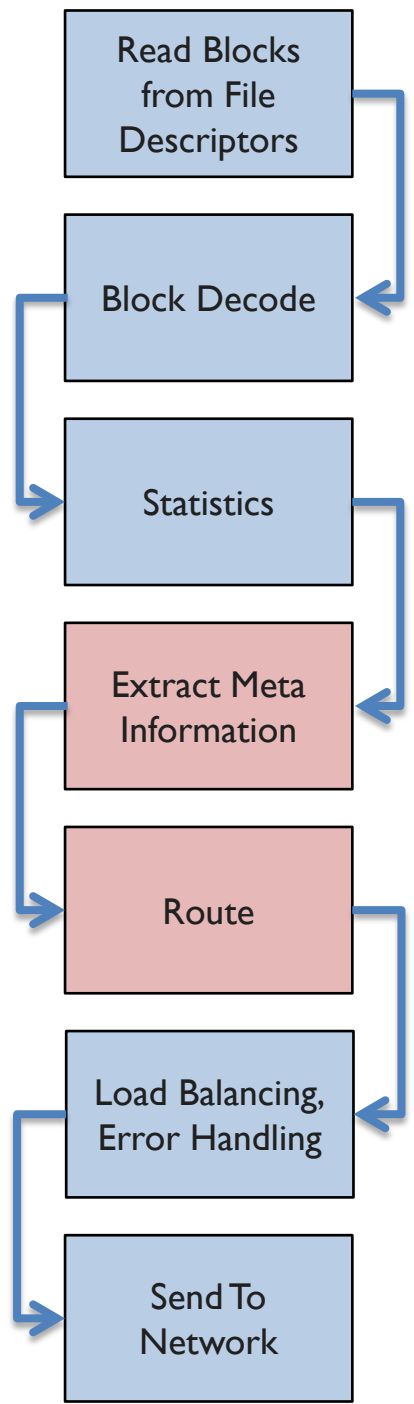 Read Blocks
from File
Descriptors
Block Decode
Statistics
Extract Meta
Information
Route
Load Balancing,
Error Handling
Send To
Network